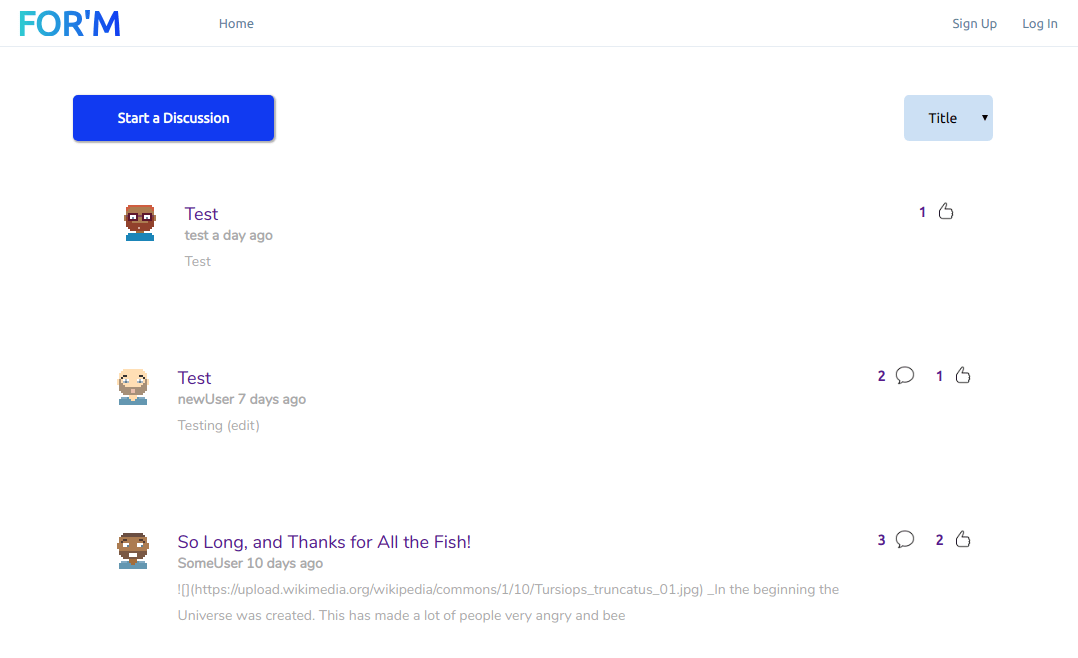 FOR'M
Home
Sign Up
Log In
Start a Discussion
Title
Test
1
test a day ago
Test
Test
2
1
newUser 7 days ago
Testing (edit)
So Long, and Thanks for All the Fish!
3
2
SomeUser 10 days ago
![](https://upload.wikimedia.org/wikipedia/commons/1/10/Tursiops_truncatus_01.jpg) _In the beginning the
Universe was created. This has made a lot of people very angry and bee